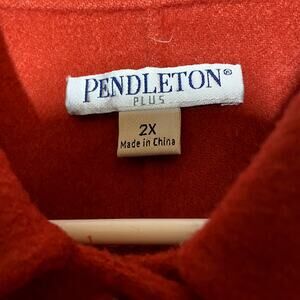 PENDLETON®
PLUS
2X
Made in China